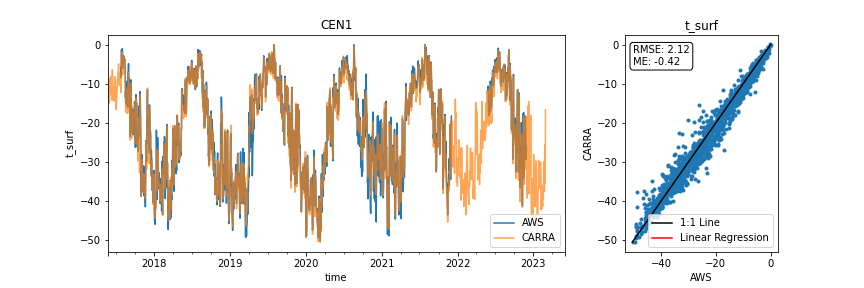 CEN1
t_surf
0
−10
−20
−30
−40
−50
t_surf
AWS
CARRA
2018
2019
2020
2021
2022
2023
time
t_surf
RMSE: 2.12
ME: -0.42
0
−10
−20
−30
−40
−50
CARRA
1:1 Line
Linear Regression
−40
−20
0
AWS